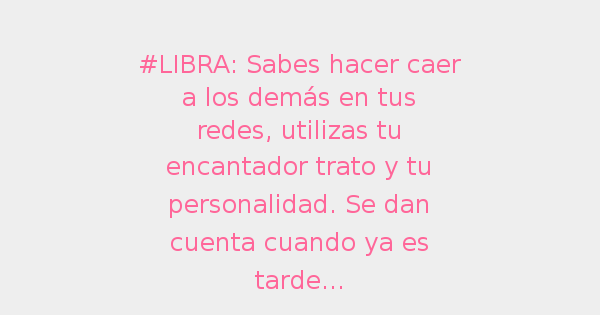 #LIBRA: Sabes hacer caer
a los demás en tus
redes, utilizas tu
encantador trato y tu
personalidad. Se dan
cuenta cuando ya es
tarde...